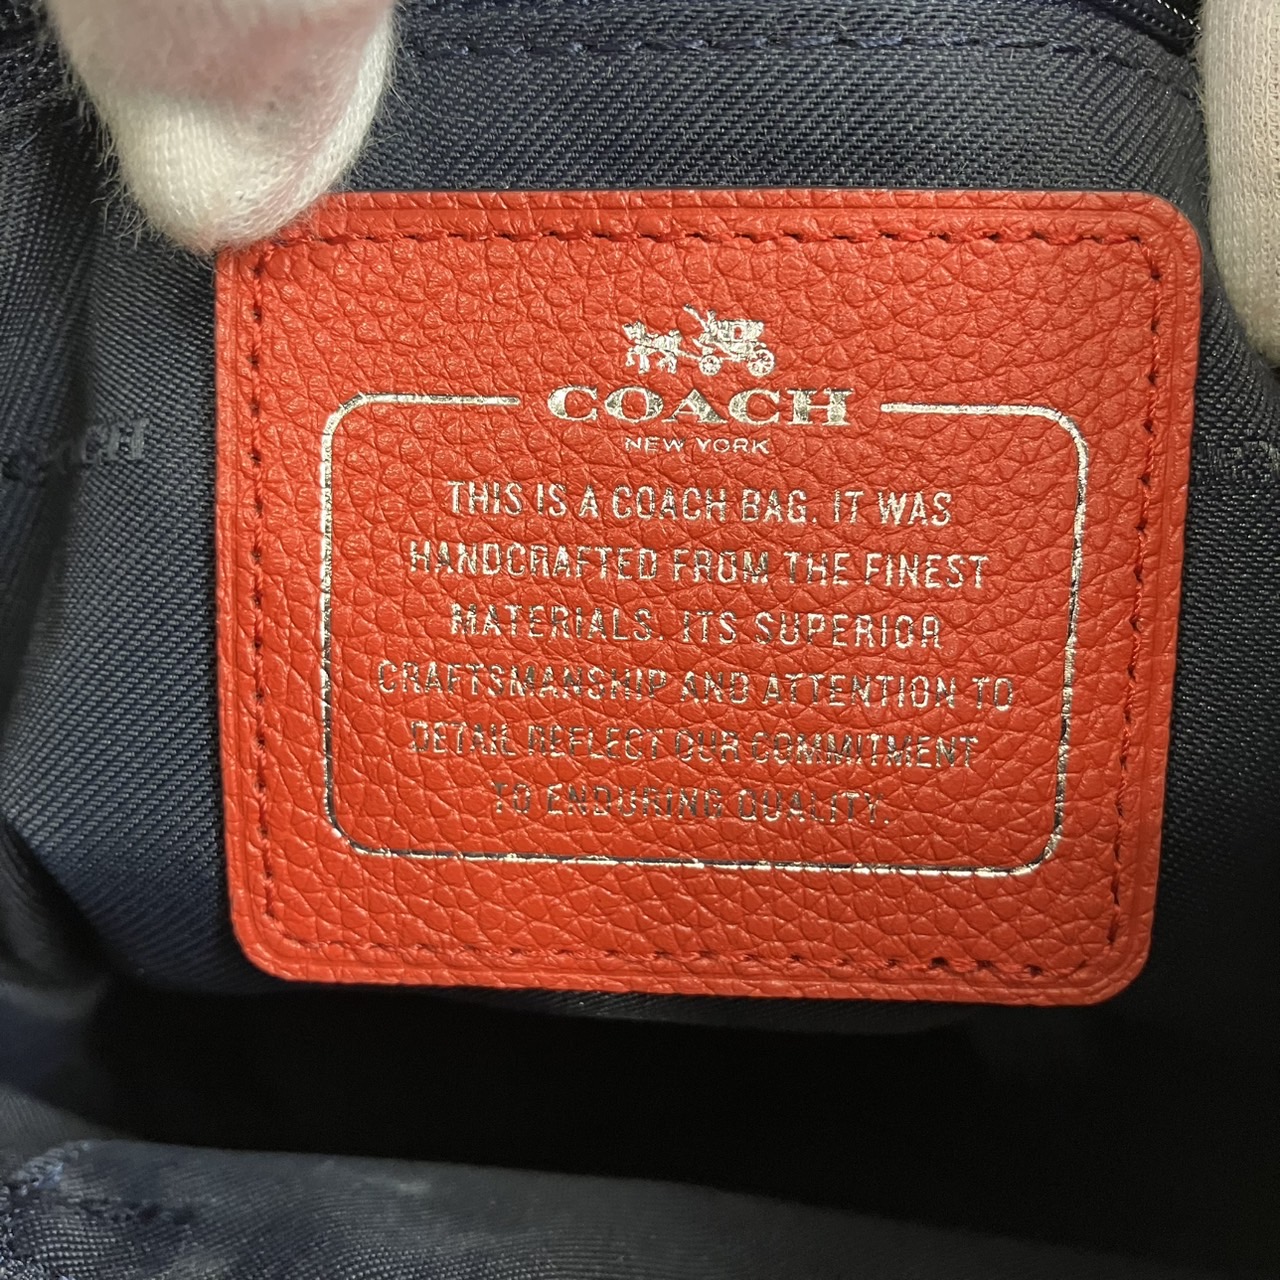 COACH
NEW YORK
THIS IS A COACH BAG. IT WAS
HANDCRAFTED FROM THE FINEST
MATERIALS. ITS SUPERIOR
CRAFTSMANSHIP AND ATTENTION TO
DETAIL REFLECT OUR COMMITMENT
TO ENDURING QUALITY.